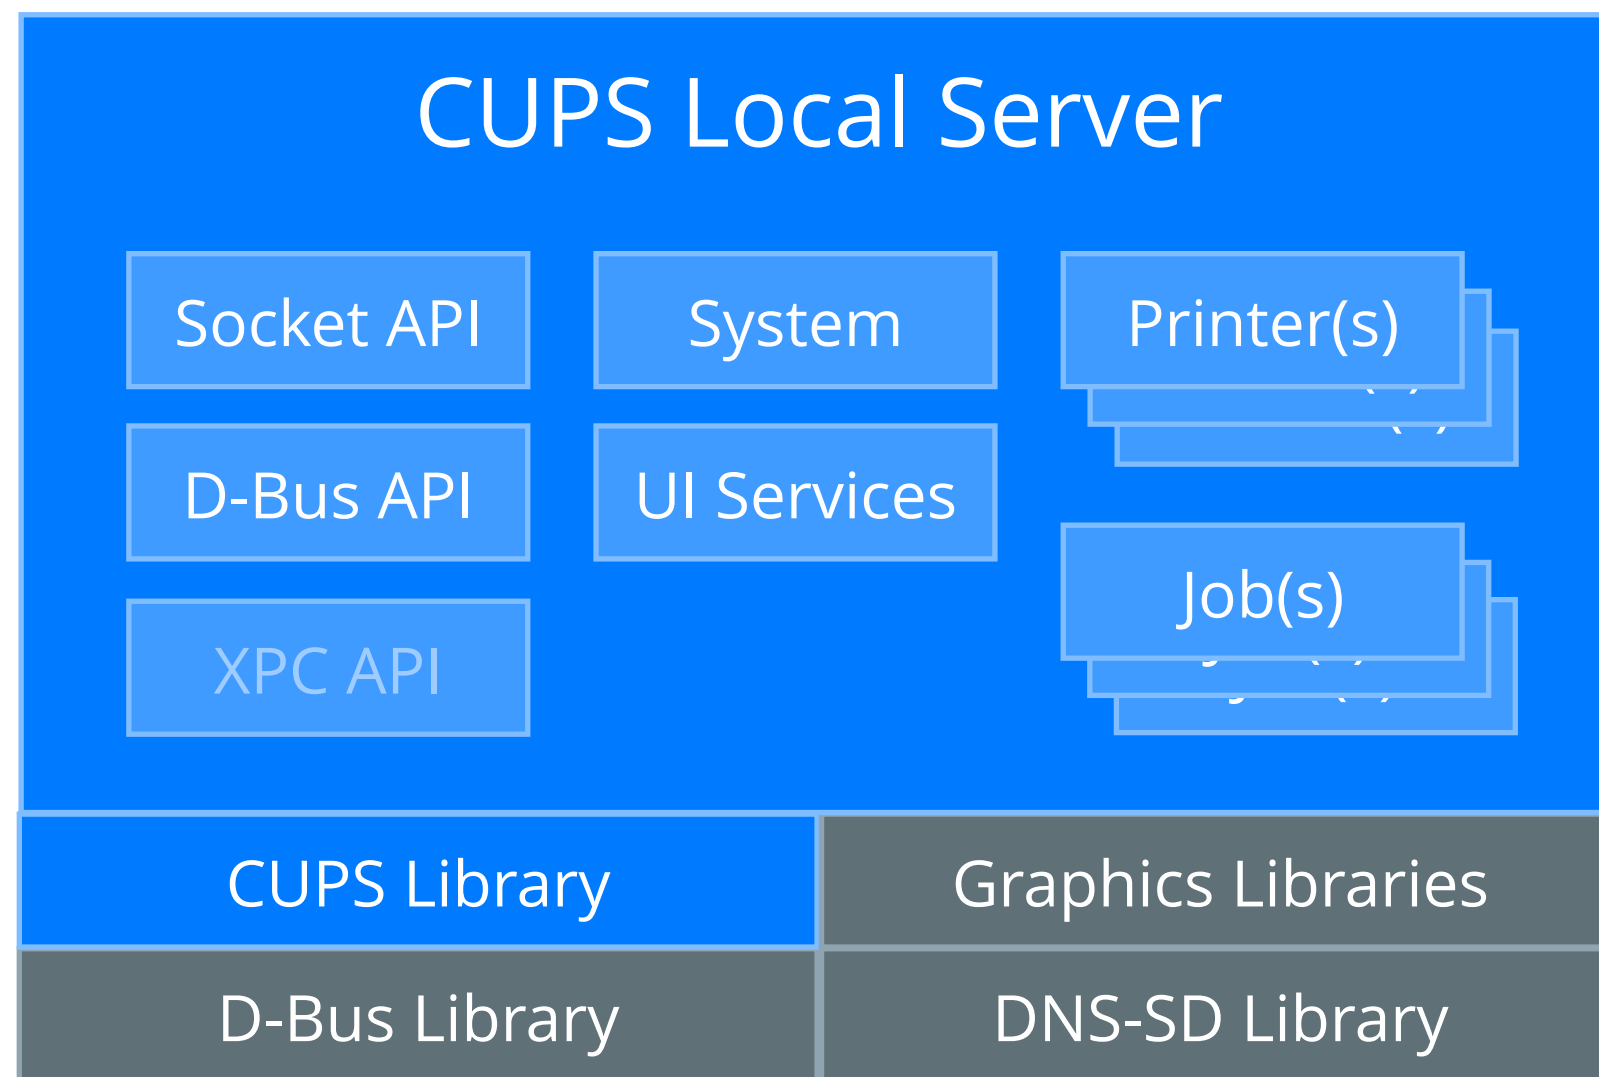 CUPS Local Server
Socket API
System
Printer(s)
D-Bus API
UI Services
Job(s)
XPC API
CUPS Library
Graphics Libraries
D-Bus Library
DNS-SD Library